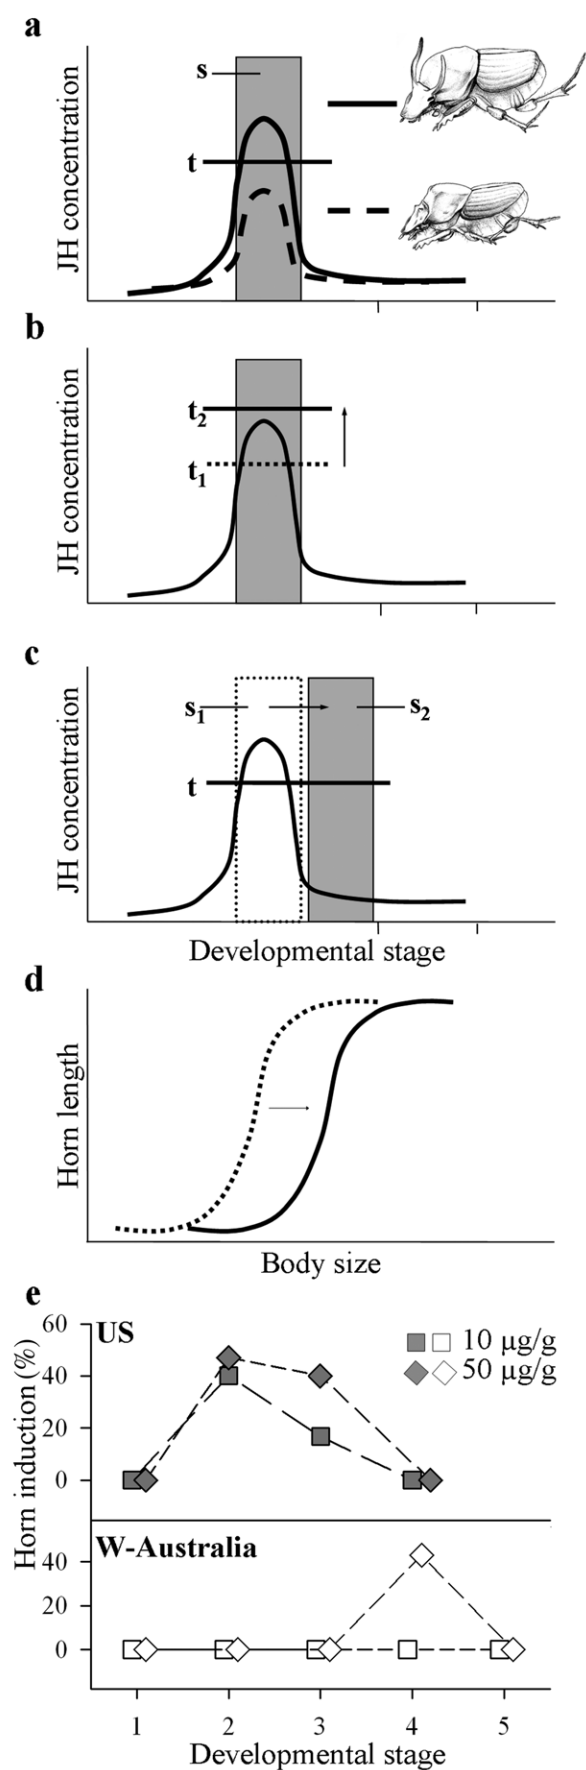 a
JH concentration
s
t
b
JH concentration
t2
t1
c
JH concentration
s1
s2
t
Developmental stage
d
Horn length
Body size
e
Horn induction (%)
60
US
10 µg/g
50 µg/g
40
20
0
W-Australia
40
20
0
1 2 3 4 5
Developmental stage